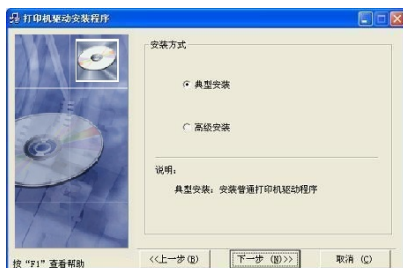 打印机驱动安装程序
安装方式
典型安装
高级安装
说明:
典型安装: 安装普通打印机驱动程序
按 "F1" 查看帮助
<<上一步(B)
下一步 (N)>>
取消 (C)